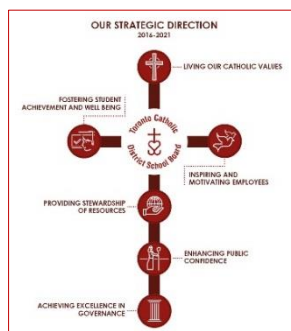 OUR STRATEGIC DIRECTION
2016-2021
LIVING OUR CATHOLIC VALUES
FOSTERING STUDENT
ACHIEVEMENT AND WELL BEING
Toronto Catholic
District School Board
INSPIRING AND
MOTIVATING EMPLOYEES
PROVIDING STEWARDSHIP
OF RESOURCES
ENHANCING PUBLIC
CONFIDENCE
ACHIEVING EXCELLENCE IN
GOVERNANCE